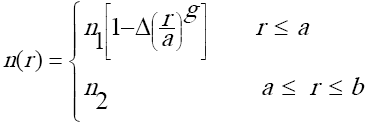 n(r) = { n₁[1−Δ(r/a)^g]    r ≤ a
n₂    a ≤ r ≤ b